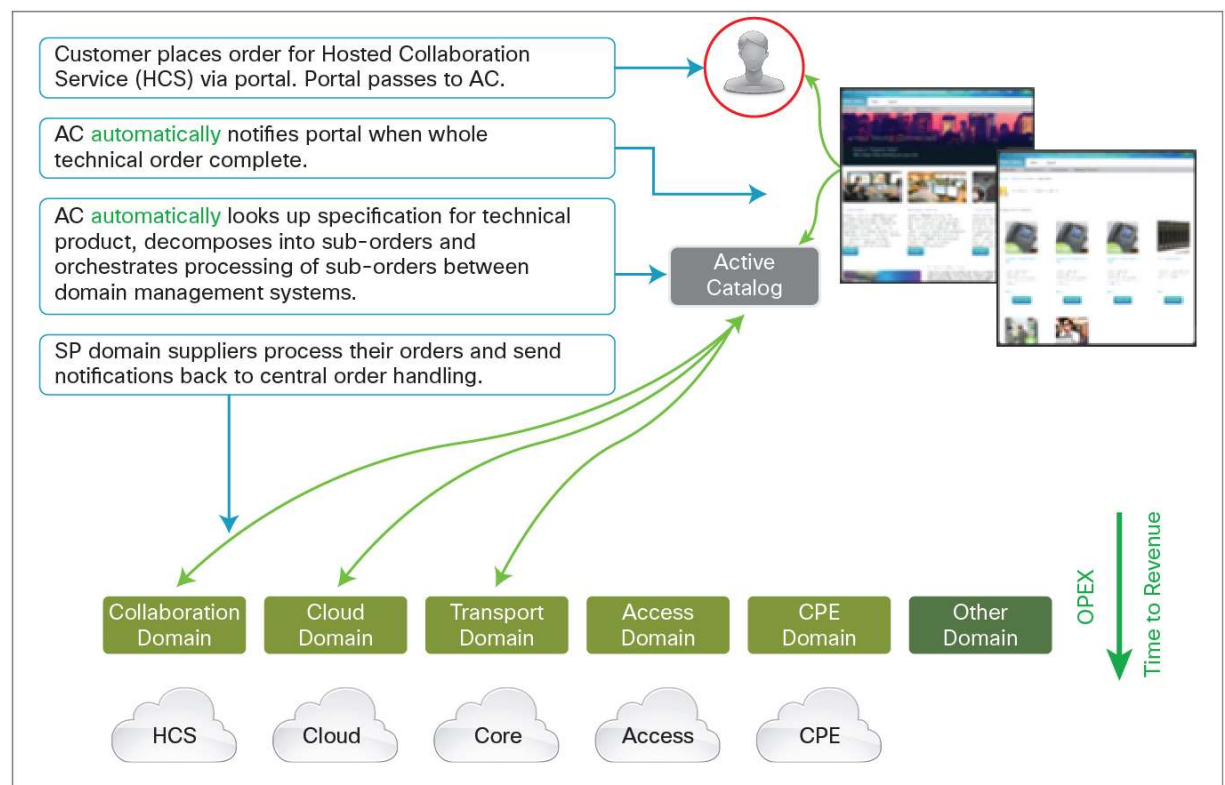 Customer places order for Hosted Collaboration
Service (HCS) via portal. Portal passes to AC.
AC automatically notifies portal when whole
technical order complete.
AC automatically looks up specification for technical
product, decomposes into sub-orders and
orchestrates processing of sub-orders between
domain management systems.
SP domain suppliers process their orders and send
notifications back to central order handling.
Active
Catalog
Collaboration
Domain
Cloud
Domain
Transport
Domain
Access
Domain
CPE
Domain
Other
Domain
HCS
Cloud
Core
Access
CPE
OPEX
Time to Revenue